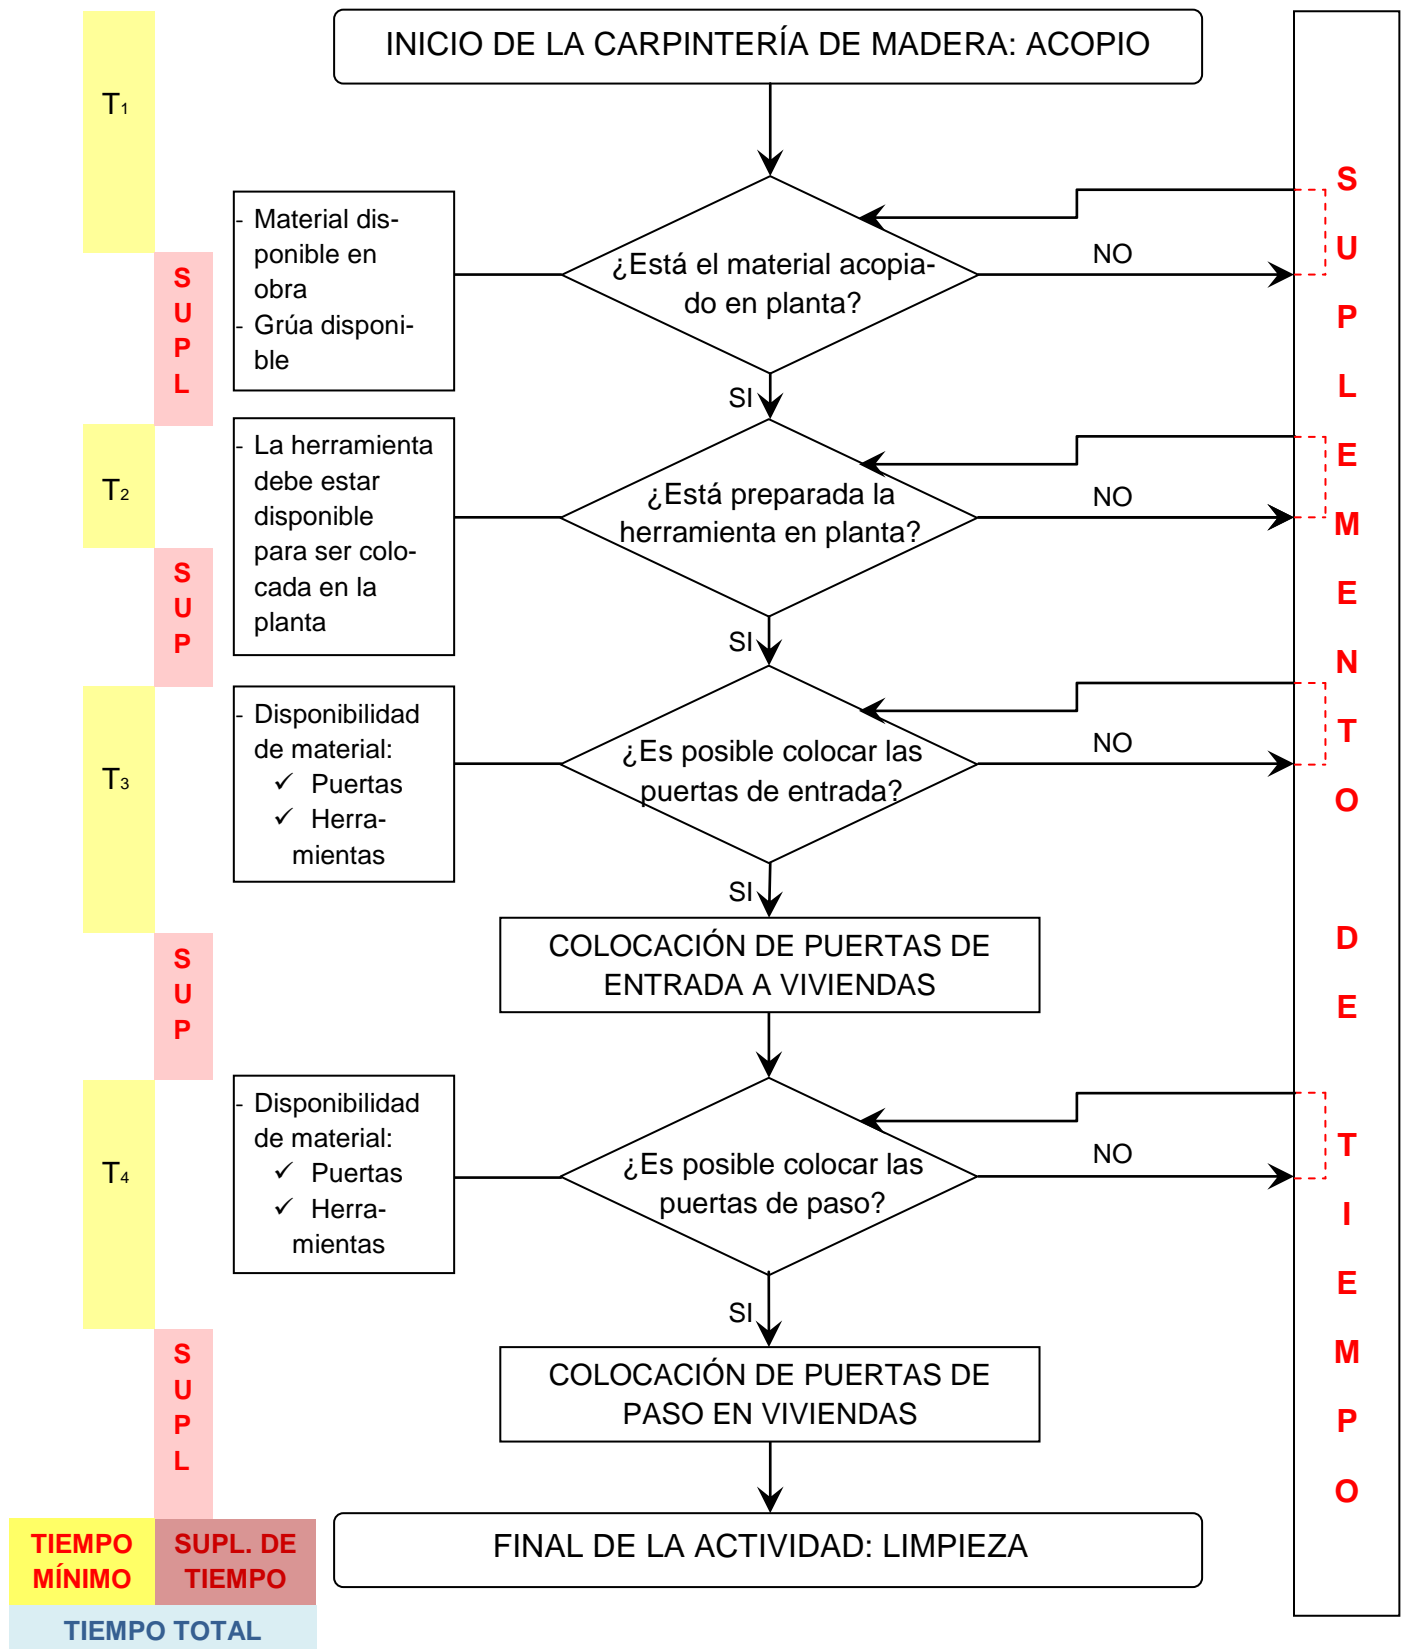 INICIO DE LA CARPINTERÍA DE MADERA: ACOPIO
T1
- Material dis-
ponible en
obra
- Grúa disponi-
ble
¿Está el material acopia-
do en planta?
NO
SI
S
U
P
L
T2
- La herramienta
debe estar
disponible
para ser colo-
cada en la
planta
¿Está preparada la
herramienta en planta?
NO
SI
S
U
P
T3
- Disponibilidad
de material:
✓ Puertas
✓ Herra-
mientas
¿Es posible colocar las
puertas de entrada?
NO
SI
COLOCACIÓN DE PUERTAS DE
ENTRADA A VIVIENDAS
S
U
P
T4
- Disponibilidad
de material:
✓ Puertas
✓ Herra-
mientas
¿Es posible colocar las
puertas de paso?
NO
SI
COLOCACIÓN DE PUERTAS DE
PASO EN VIVIENDAS
S
U
P
L
FINAL DE LA ACTIVIDAD: LIMPIEZA
TIEMPO
MÍNIMO
SUPL. DE
TIEMPO
TIEMPO TOTAL
S
U
P
L
E
M
E
N
T
O
D
E
T
I
E
M
P
O